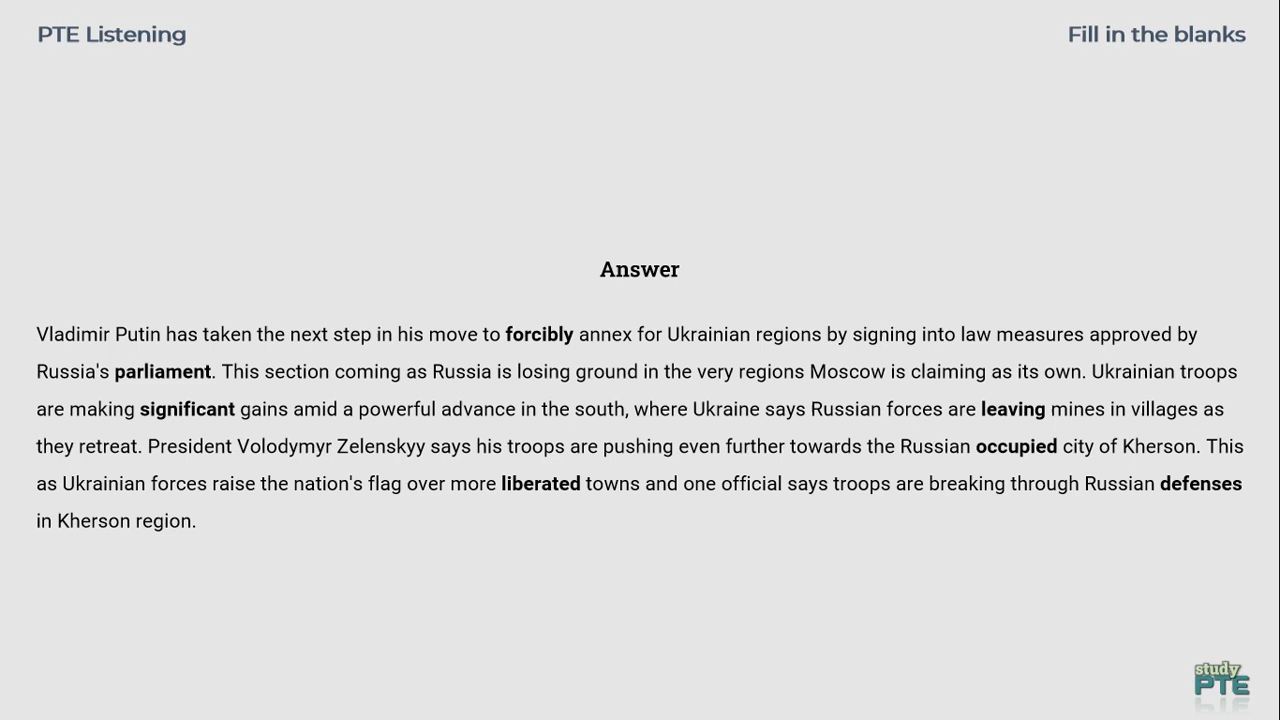 PTE Listening
Fill in the blanks
Answer
Vladimir Putin has taken the next step in his move to forcibly annex for Ukrainian regions by signing into law measures approved by
Russia's parliament. This section coming as Russia is losing ground in the very regions Moscow is claiming as its own. Ukrainian troops
are making significant gains amid a powerful advance in the south, where Ukraine says Russian forces are leaving mines in villages as
they retreat. President Volodymyr Zelenskyy says his troops are pushing even further towards the Russian occupied city of Kherson. This
as Ukrainian forces raise the nation's flag over more liberated towns and one official says troops are breaking through Russian defenses
in Kherson region.
study
PTE